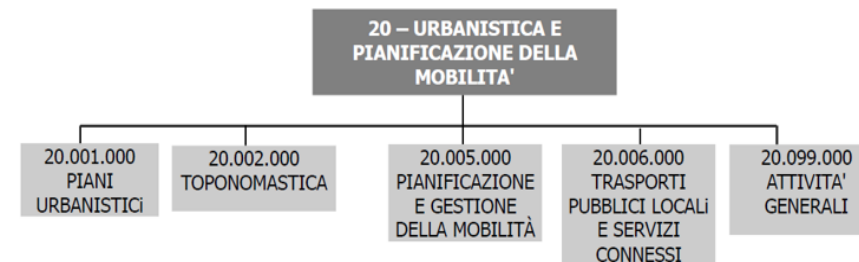 20 – URBANISTICA E
PIANIFICAZIONE DELLA
MOBILITA'
20.001.000
PIANI
URBANISTICi
20.002.000
TOPONOMASTICA
20.005.000
PIANIFICAZIONE
E GESTIONE
DELLA MOBILITÀ
20.006.000
TRASPORTI
PUBBLICI LOCALi
E SERVIZI
CONNESSI
20.099.000
ATTIVITA'
GENERALI